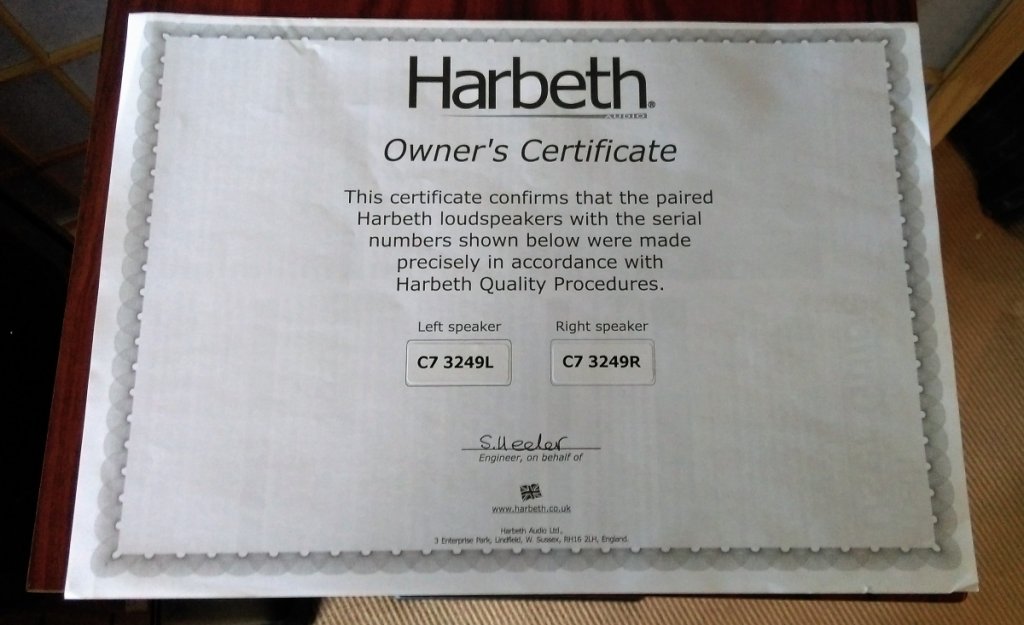 Harbeth®
AUDIO
Owner's Certificate
This certificate confirms that the paired
Harbeth loudspeakers with the serial
numbers shown below were made
precisely in accordance with
Harbeth Quality Procedures.
Left speaker Right speaker
C7 3249L C7 3249R
Engineer, on behalf of
www.harbeth.co.uk
Harbeth Audio Ltd.,
3 Enterprise Park, Lindfield, W. Sussex, RH16 2LH, England.